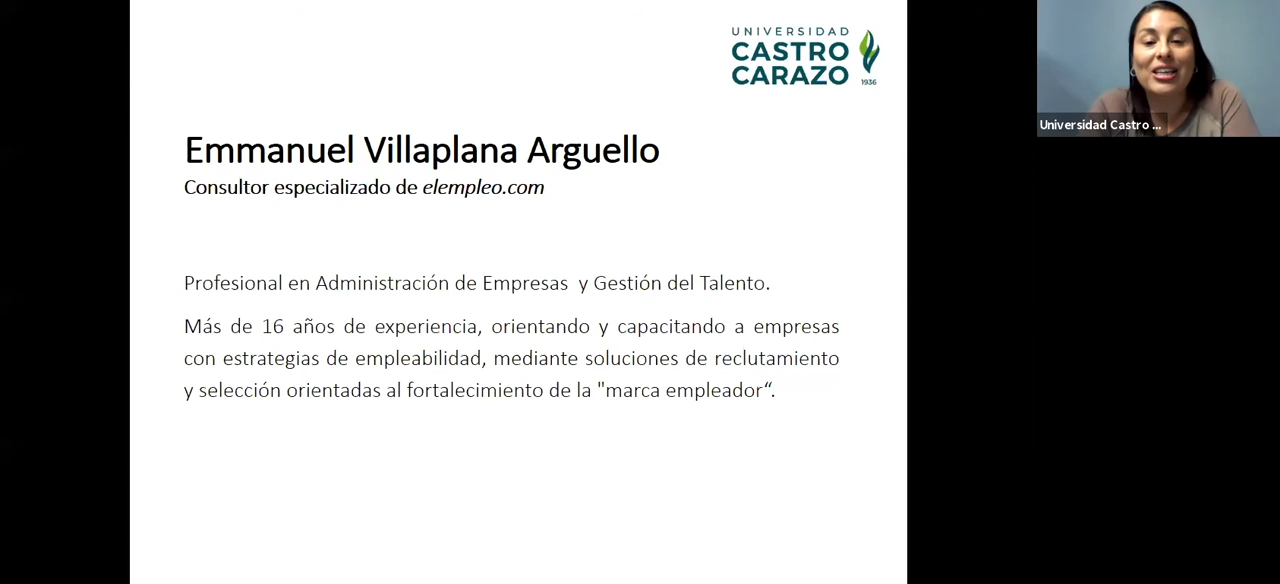 UNIVERSIDAD
CASTRO
CARAZO
1936
Universidad Castro ...
Emmanuel Villaplana Arguello
Consultor especializado de elempleo.com
Profesional en Administración de Empresas  y Gestión del Talento.
Más de 16 años de experiencia, orientando y capacitando a empresas
con estrategias de empleabilidad, mediante soluciones de reclutamiento
y selección orientadas al fortalecimiento de la "marca empleador“.